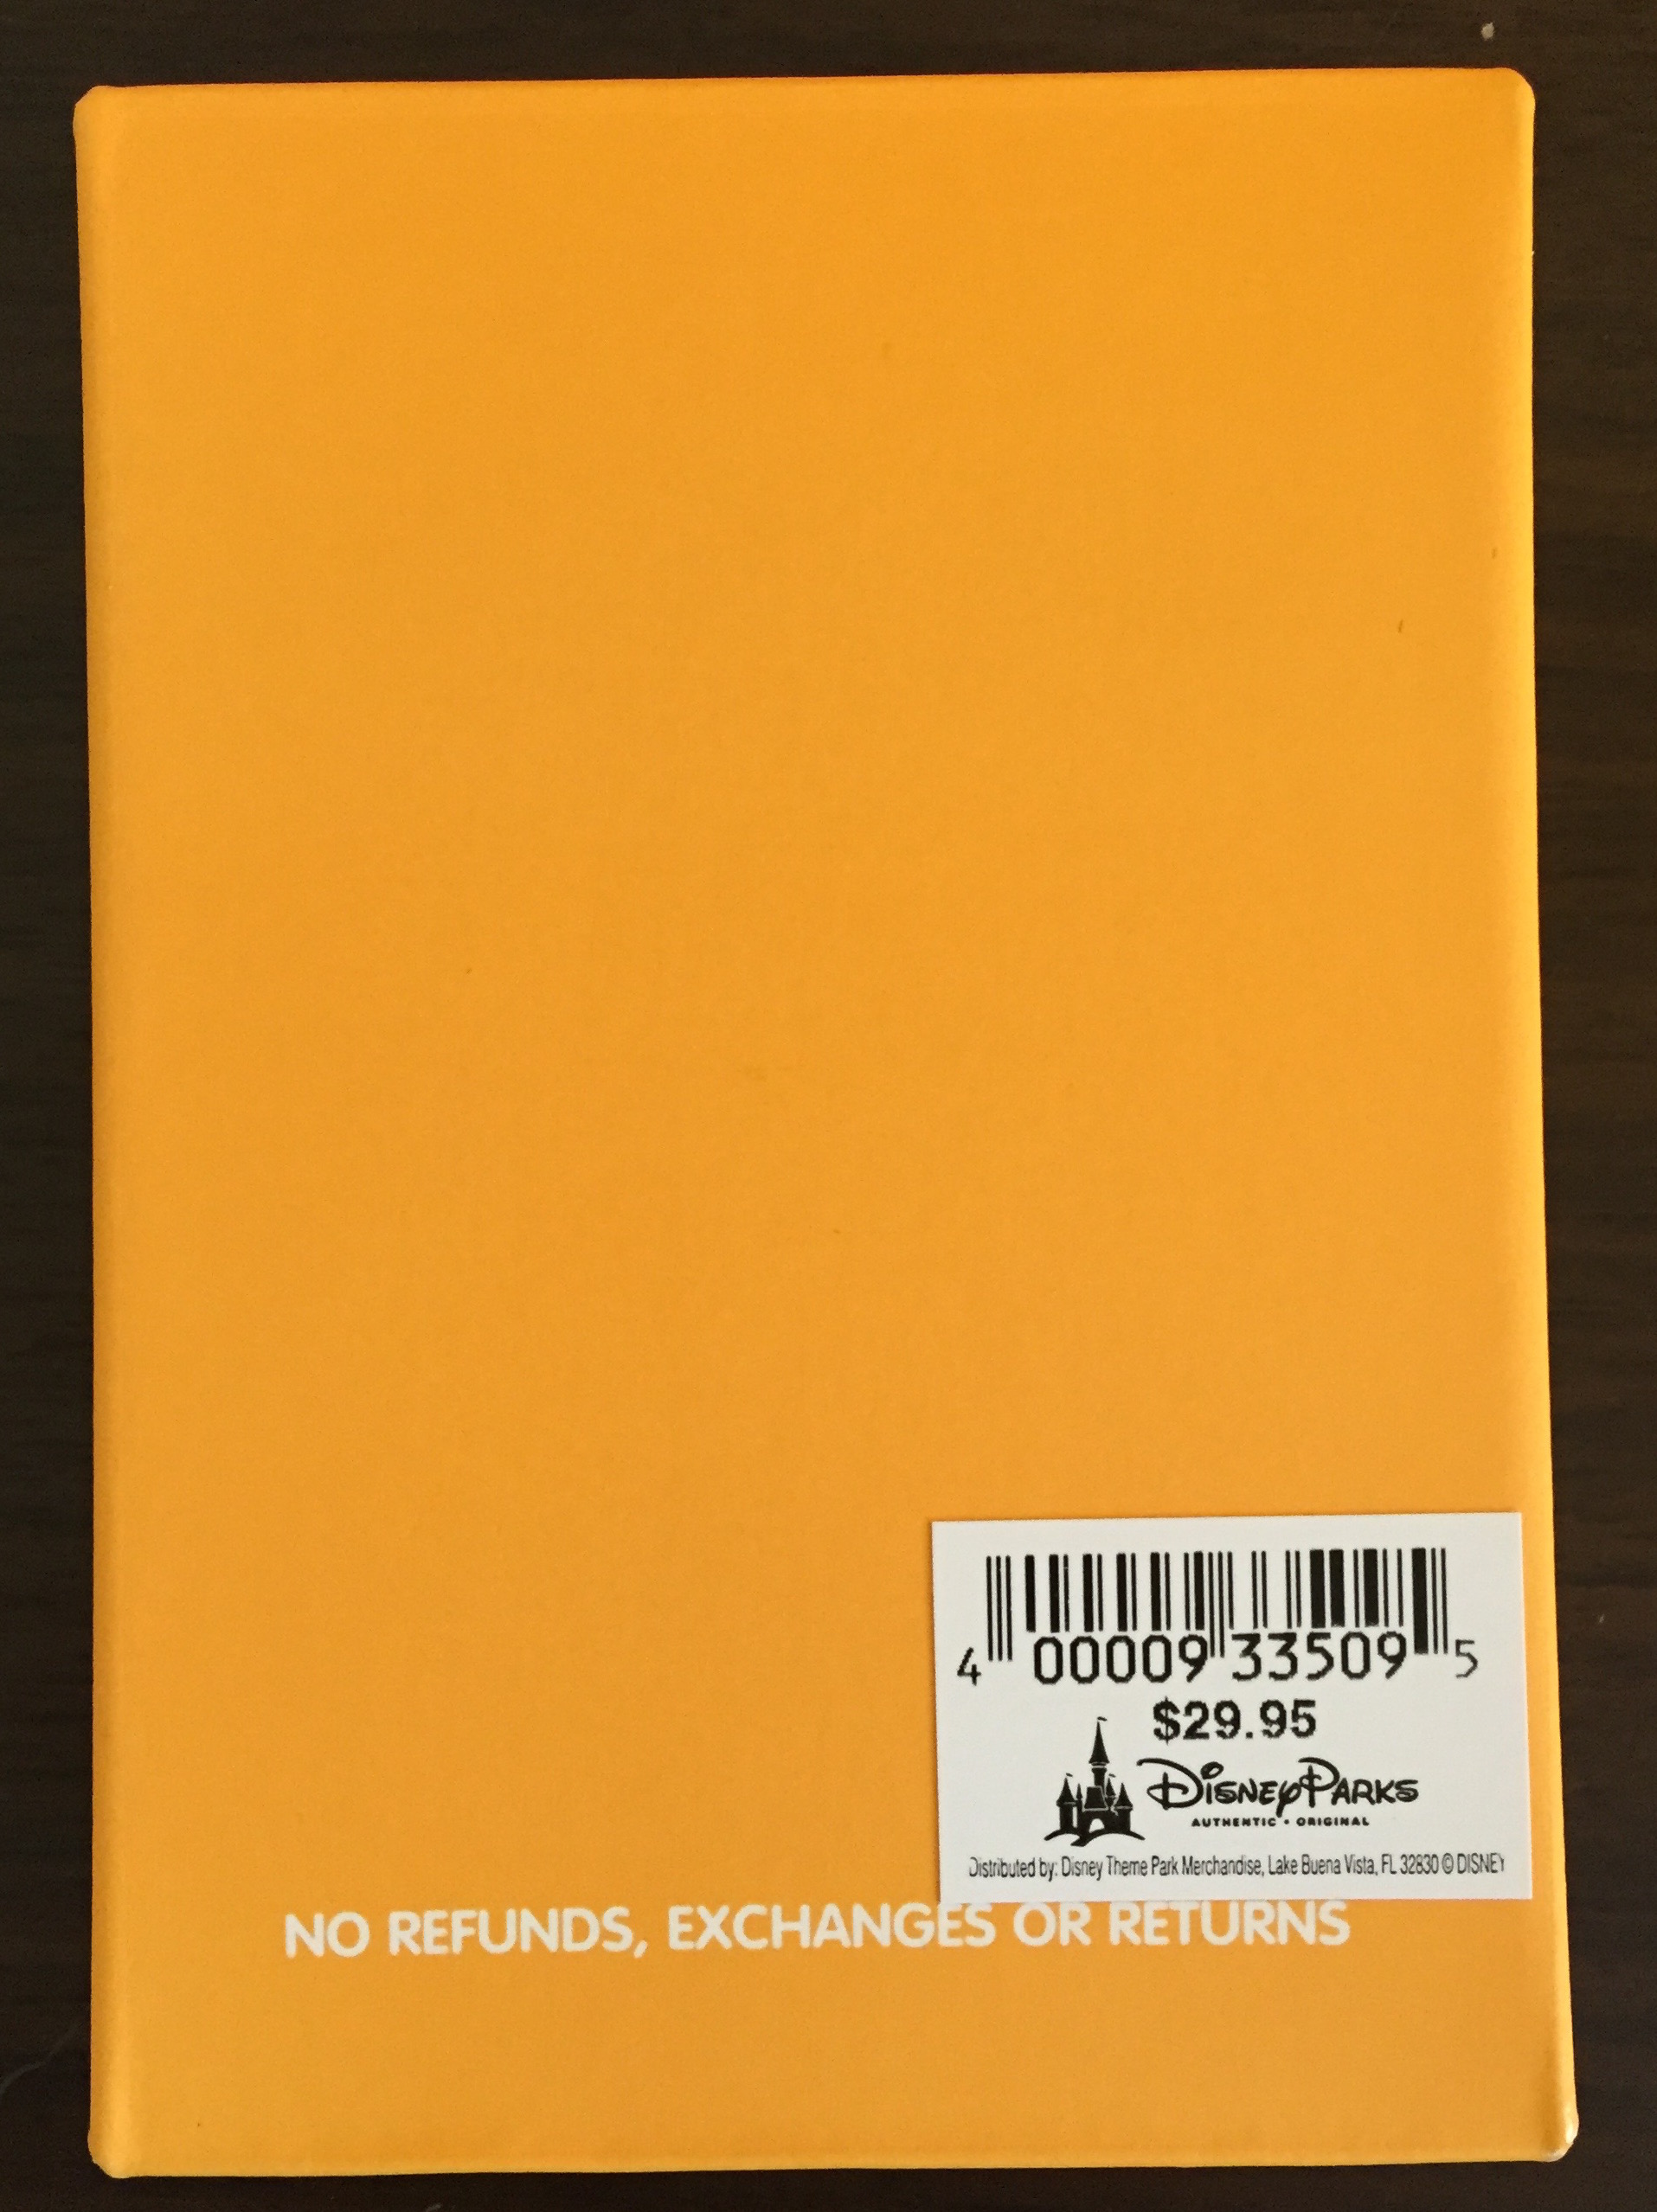 4 00009 33509 5
$29.95
Disney Parks
AUTHENTIC • ORIGINAL
Distributed by: Disney Theme Park Merchandise, Lake Buena Vista, FL 32830 © DISNEY
NO REFUNDS, EXCHANGES OR RETURNS